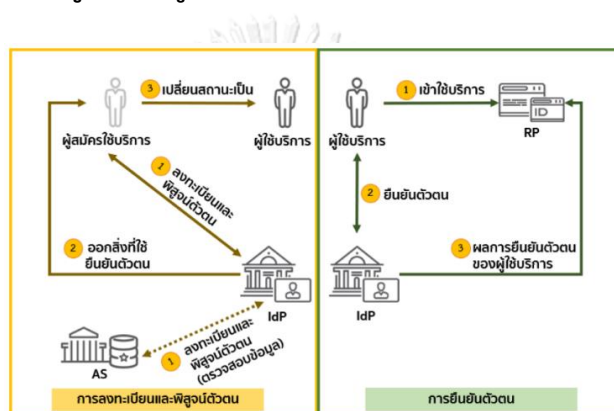 3 เปลี่ยนสถานะเป็น
ผู้สมัครใช้บริการ
ผู้ใช้บริการ
1 ลงทะเบียนและ
พิสูจน์ตัวตน
2 ออกสิ่งที่ใช้
ยืนยันตัวตน
IdP
AS
1 ลงทะเบียนและ
พิสูจน์ตัวตน
(ตรวจสอบข้อมูล)
การลงทะเบียนและพิสูจน์ตัวตน
1 เข้าใช้บริการ
ID
RP
ผู้ใช้บริการ
2 ยืนยันตัวตน
3 ผลการยืนยันตัวตน
ของผู้ใช้บริการ
IdP
การยืนยันตัวตน